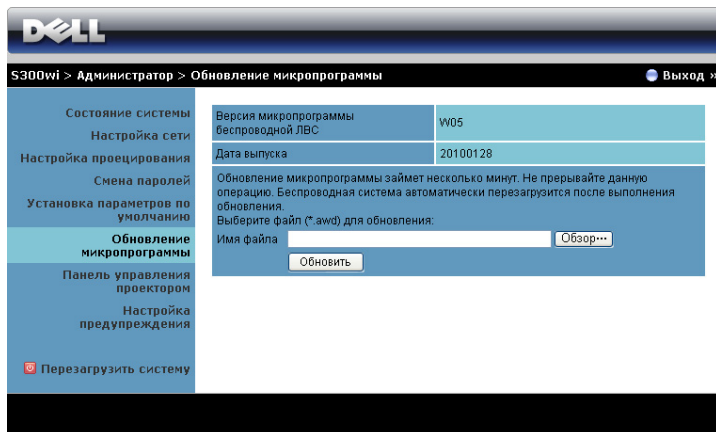 DELL
S300wi > Администратор > Обновление микропрограммы
Выход »
Состояние системы
Настройка сети
Настройка проецирования
Смена паролей
Установка параметров по
умолчанию
Обновление
микропрограммы
Панель управления
проектором
Настройка
предупреждения
Перезагрузить систему
Версия микропрограммы
беспроводной ЛВС
W05
Дата выпуска
20100128
Обновление микропрограммы займет несколько минут. Не прерывайте данную
операцию. Беспроводная система автоматически перезагрузится после выполнения
обновления.
Выберите файл (*.awd) для обновления:
Имя файла
Обзор...
Обновить